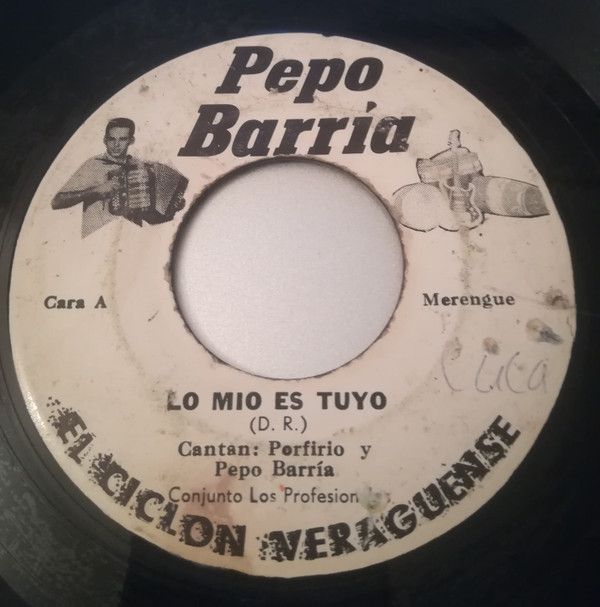 Pepo
Barría
Cara A
Merengue
LO MIO ES TUYO
(D. R.)
Cantan: Porfirio y
Pepo Barría
Conjunto Los
EL CICLON VERAGUENSE